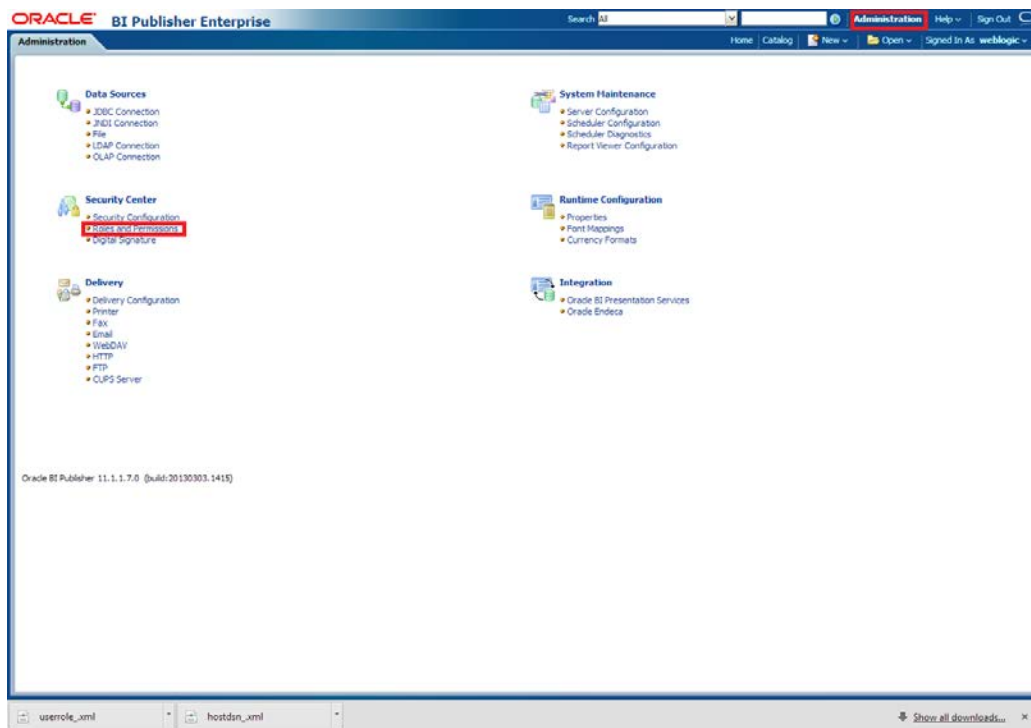 ORACLE BI Publisher Enterprise
Search All
Administration Help Sign Out
Administration
Home Catalog New Open Signed In As weblogic
Data Sources
JDBC Connection
JNDI Connection
File
LDAP Connection
OLAP Connection
System Maintenance
Server Configuration
Scheduler Configuration
Scheduler Diagnostics
Report Viewer Configuration
Security Center
Security Configuration
Roles and Permissions
Digital Signature
Runtime Configuration
Properties
Font Mappings
Currency Formats
Delivery
Delivery Configuration
Printer
Fax
Email
WebDAV
HTTP
FTP
CUPS Server
Integration
Oracle BI Presentation Services
Oracle Endeca
Oracle BI Publisher 11.1.1.7.0 (build:20130303.1415)
userrole_.xml hostdsn_.xml Show all downloads...